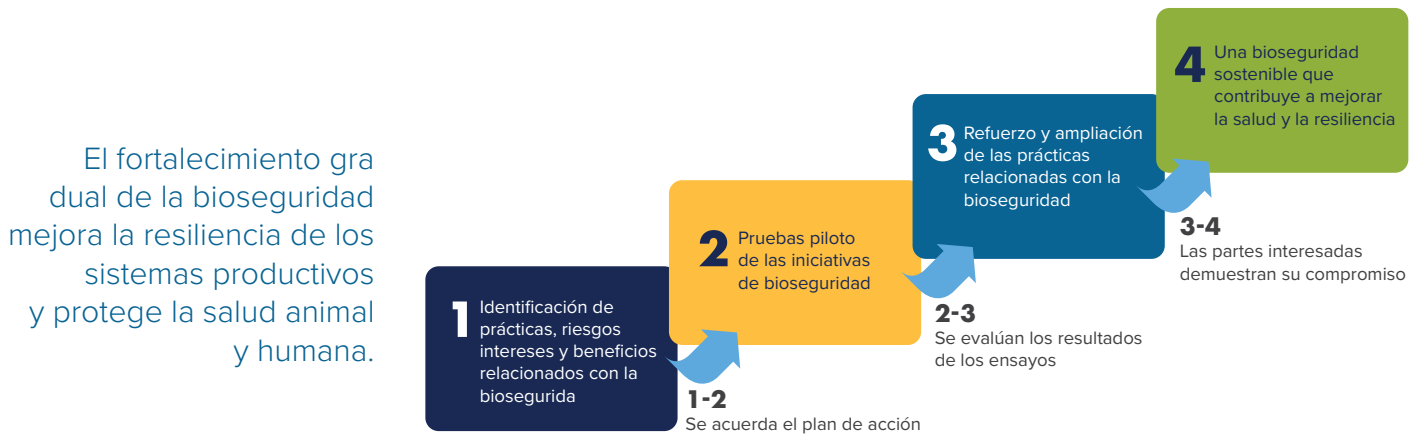 El fortalecimiento gra
dual de la bioseguridad
mejora la resiliencia de los
sistemas productivos
y protege la salud animal
y humana.
1
Identificación de
prácticas, riesgos
intereses y beneficios
relacionados con la
biosegurida
1-2
Se acuerda el plan de acción
2
Pruebas piloto
de las iniciativas
de bioseguridad
2-3
Se evalúan los resultados
de los ensayos
3
Refuerzo y ampliación
de las prácticas
relacionadas con la
bioseguridad
3-4
Las partes interesadas
demuestran su compromiso
4
Una bioseguridad
sostenible que
contribuye a mejorar
la salud y la resiliencia